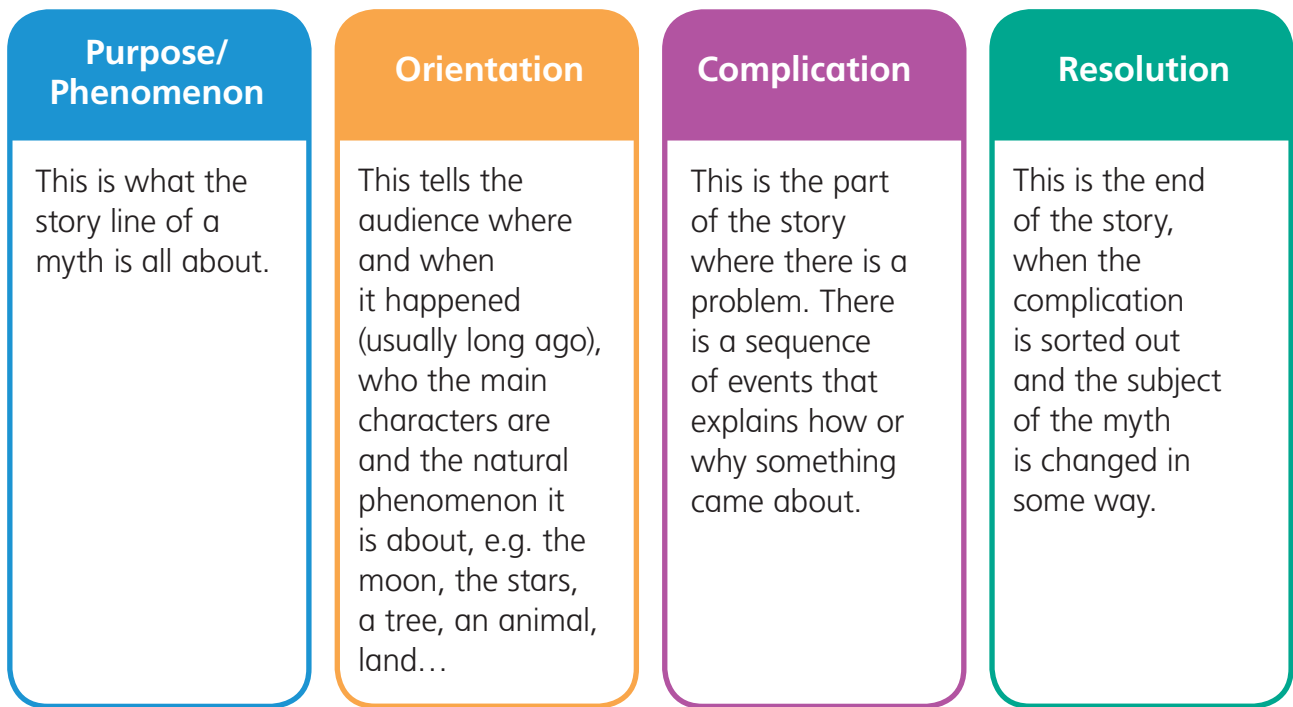 Purpose/
Phenomenon
This is what the
story line of a
myth is all about.
Orientation
This tells the
audience where
and when
it happened
(usually long ago),
who the main
characters are
and the natural
phenomenon it
is about, e.g. the
moon, the stars,
a tree, an animal,
land…
Complication
This is the part
of the story
where there is a
problem. There
is a sequence
of events that
explains how or
why something
came about.
Resolution
This is the end
of the story,
when the
complication
is sorted out
and the subject
of the myth
is changed in
some way.